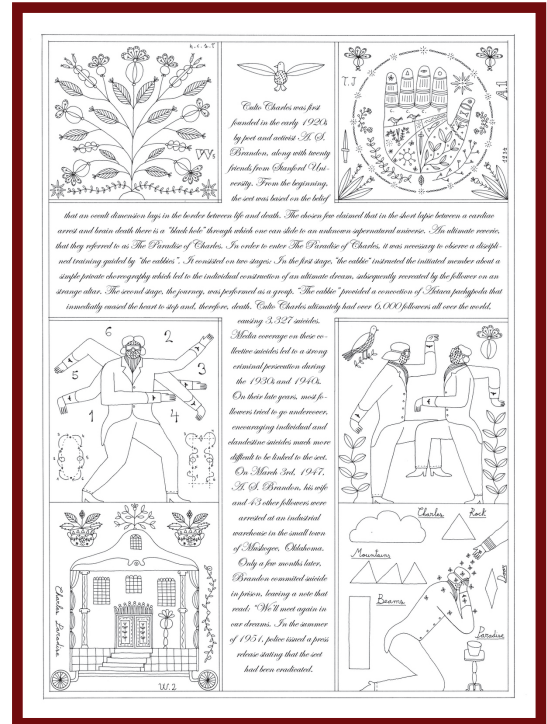 h.c.s.t
Culto Charles was first
founded in the early 1920s
by poet and activist A. S.
Brandon, along with twenty
friends from Stanford Uni-
versity. From the beginning,
the sect was based on the belief
W5
T.J
A1
1234
that an occult dimension lays in the border between life and death. The chosen few claimed that in the short lapse between a cardiac
arrest and brain death there is a "black hole" through which one can slide to an unknown supernatural universe. An ultimate reverie,
that they referred to as The Paradise of Charles. In order to enter The Paradise of Charles, it was necessary to observe a discipli-
ned training guided by "the cabbies". It consisted on two stages: In the first stage, "the cabbie" instructed the initiated member about a
simple private choreography which led to the individual construction of an ultimate dream, subsequently recreated by the follower on an
strange altar. The second stage, the journey, was performed as a group. "The cabbie" provided a concoction of Actaea pachypoda that
inmediatly caused the heart to stop and, therefore, death. Culto Charles ultimately had over 6,000 followers all over the world,
causing 3,327 suicides.
Media coverage on these co-
llective suicides led to a strong
criminal persecution during
the 1930s and 1940s.
On their late years, most fo-
llowers tried to go undercover,
encouraging individual and
clandestine suicides much more
difficult to be linked to the sect.
On March 3rd, 1947,
A. S. Brandon, his wife
and 43 other followers were
arrested at an industrial
warehouse in the small town
of Muskogee, Oklahoma.
Only a few months later,
Brandon commited suicide
in prison, leaving a note that
read: "We'll meet again in
our dreams. In the summer
of 1951, police issued a press
release stating that the sect
had been eradicated.
6
2
5
3
1
4
Charles Paradise
W.2
Charles Rock
Mountains
Beams
Doors
Paradise